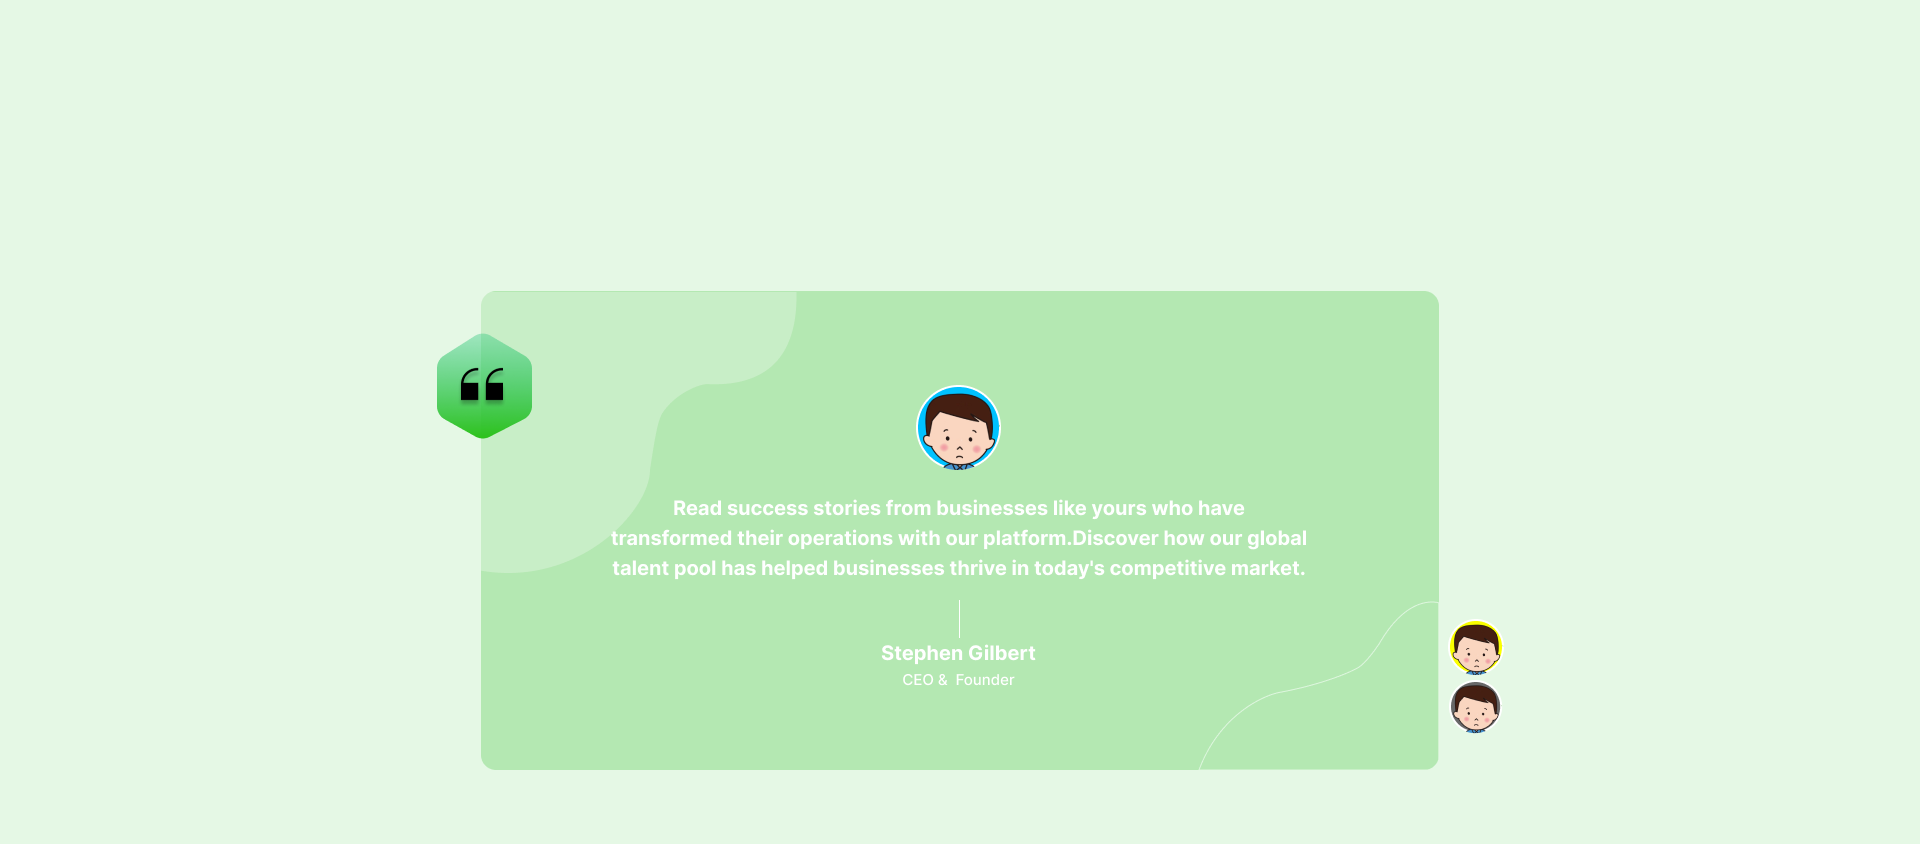 Read success stories from businesses like yours who have
transformed their operations with our platform.Discover how our global
talent pool has helped businesses thrive in today's competitive market.
Stephen Gilbert
CEO &  Founder